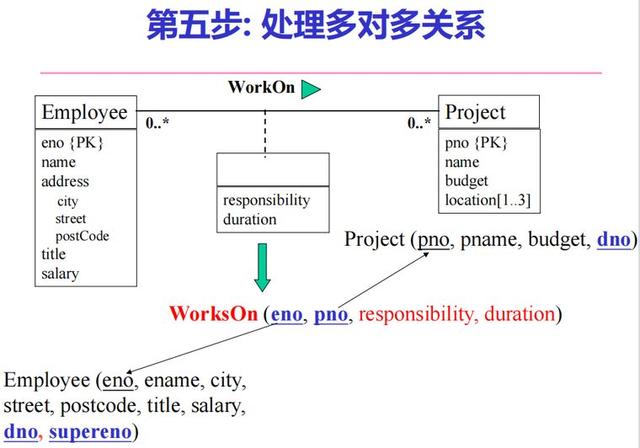 第五步: 处理多对多关系
WorkOn
Employee
0..*
0..*
Project
eno {PK}
name
address
city
street
postCode
title
salary
responsibility
duration
pno {PK}
name
budget
location[1..3]
Project (pno, pname, budget, dno)
WorksOn (eno, pno, responsibility, duration)
Employee (eno, ename, city,
street, postcode, title, salary,
dno, supereno)